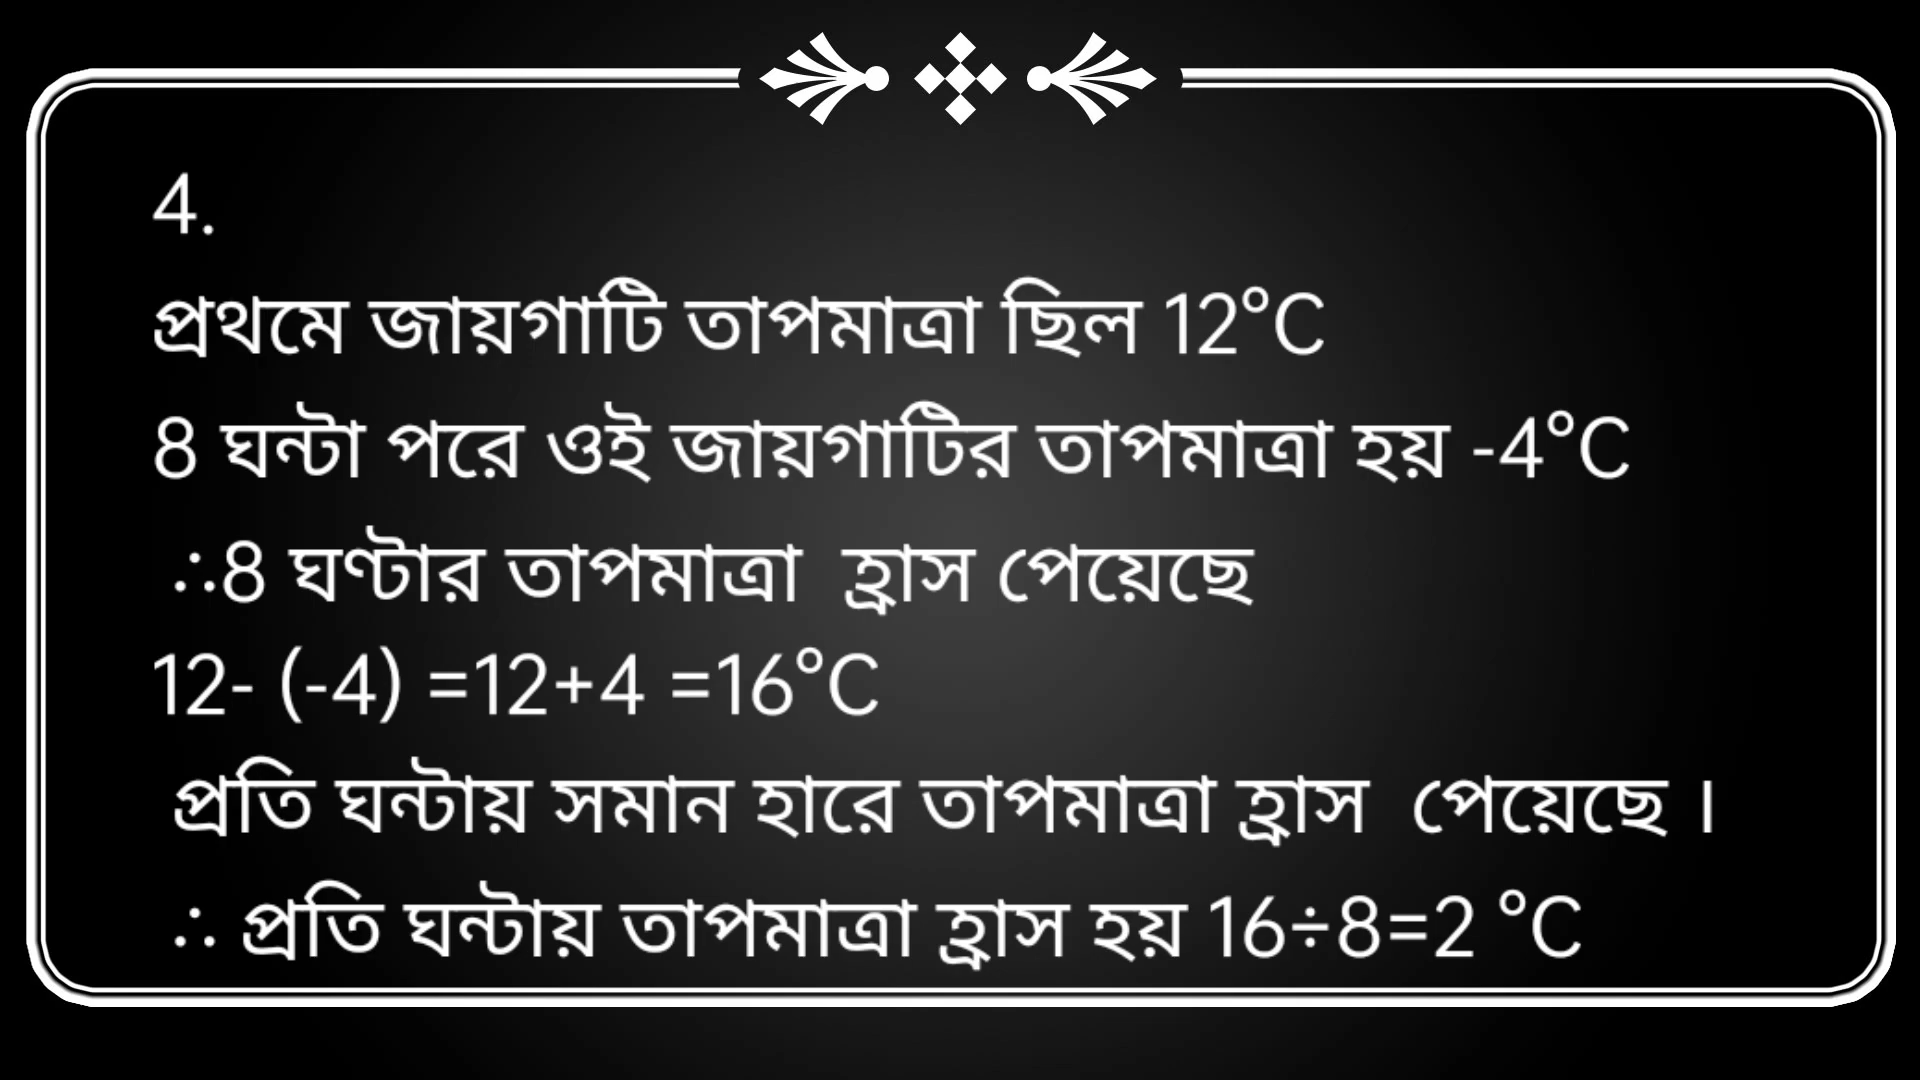 4.
প্রথমে জায়গাটি তাপমাত্রা ছিল 12°C
8 ঘন্টা পরে ওই জায়গাটির তাপমাত্রা হয় -4°C
∴8 ঘণ্টার তাপমাত্রা হ্রাস পেয়েছে
12- (-4) =12+4 =16°C
প্রতি ঘন্টায় সমান হারে তাপমাত্রা হ্রাস পেয়েছে ।
∴ প্রতি ঘন্টায় তাপমাত্রা হ্রাস হয় 16÷8=2 °C